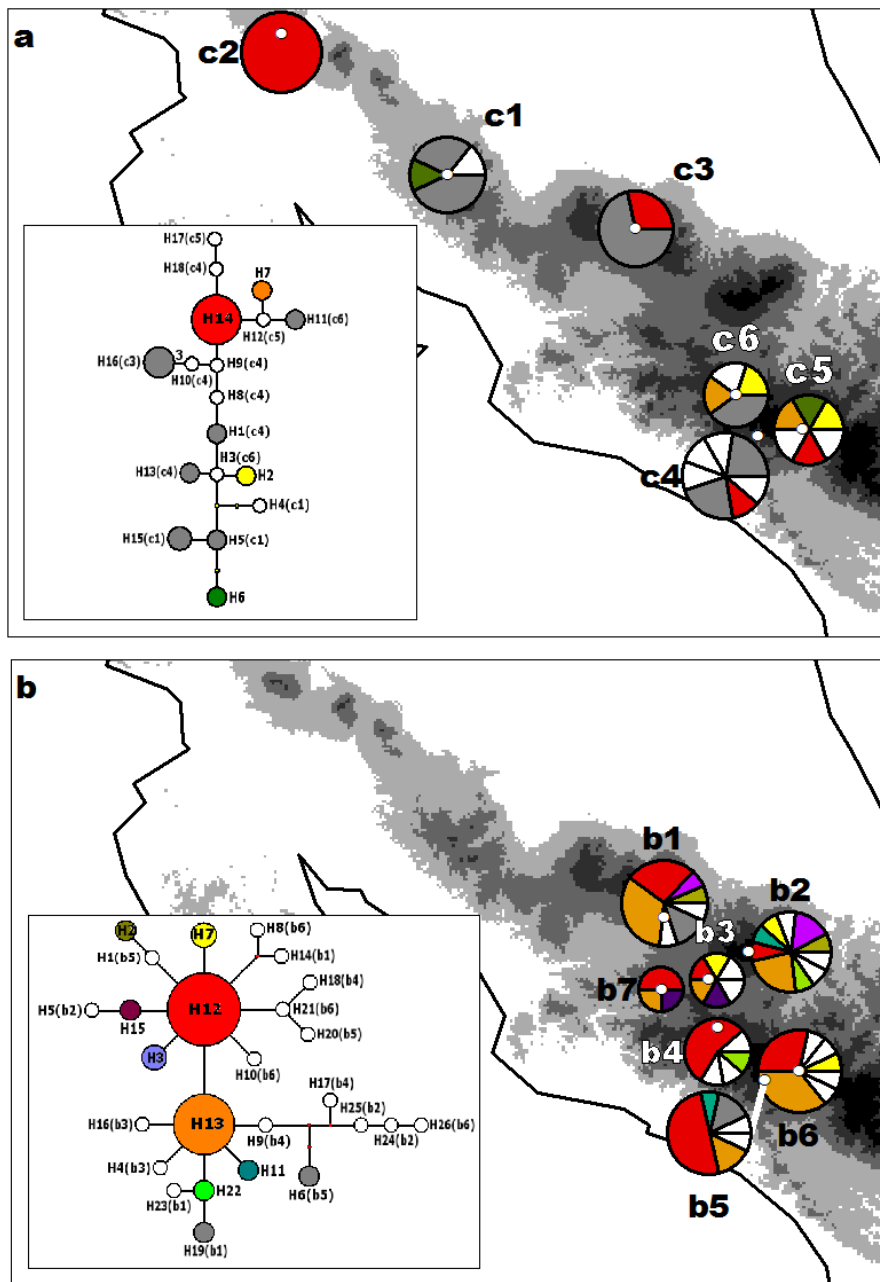 a
c2
c1
c3
c6
c5
c4
H17(c5)
H18(c4)
H7
H14
H11(c6)
H12(c5)
3
H16(c3)
H9(c4)
H10(c4)
H8(c4)
H1(c4)
H3(c6)
H13(c4)
H2
H4(c1)
H15(c1)
H5(c1)
H6
b
b1
b2
b3
b7
b4
b6
b5
H2
H7
H8(b6)
H1(b5)
H14(b1)
H18(b4)
H5(b2)
H12
H21(b6)
H15
H20(b5)
H3
H10(b6)
H17(b4)
H16(b3)
H13
H25(b2)
H9(b4)
H24(b2)
H26(b6)
H4(b3)
H11
H22
H6(b5)
H23(b1)
H19(b1)